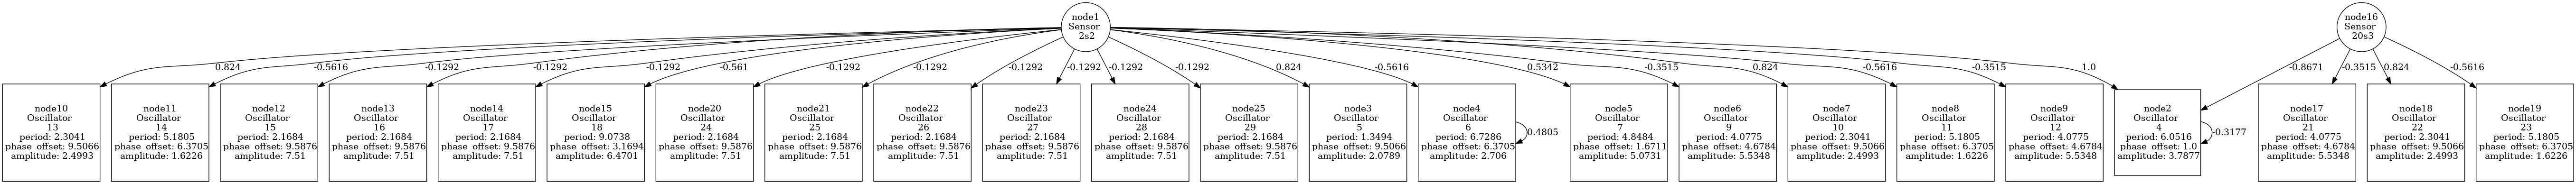 node1
Sensor
2s2
node16
Sensor
20s3
0.824
-0.5616
-0.1292
-0.1292
-0.1292
-0.561
-0.1292
-0.1292
-0.1292
-0.1292
-0.1292
-0.1292
0.824
-0.5616
0.5342
-0.3515
0.824
-0.5616
-0.3515
1.0
-0.8671
-0.3515
0.824
-0.5616
node10
Oscillator
13
period: 2.3041
phase_offset: 9.5066
amplitude: 2.4993
node11
Oscillator
14
period: 5.1805
phase_offset: 6.3705
amplitude: 1.6226
node12
Oscillator
15
period: 2.1684
phase_offset: 9.5876
amplitude: 7.51
node13
Oscillator
16
period: 2.1684
phase_offset: 9.5876
amplitude: 7.51
node14
Oscillator
17
period: 2.1684
phase_offset: 9.5876
amplitude: 7.51
node15
Oscillator
18
period: 9.0738
phase_offset: 3.1694
amplitude: 6.4701
node20
Oscillator
24
period: 2.1684
phase_offset: 9.5876
amplitude: 7.51
node21
Oscillator
25
period: 2.1684
phase_offset: 9.5876
amplitude: 7.51
node22
Oscillator
26
period: 2.1684
phase_offset: 9.5876
amplitude: 7.51
node23
Oscillator
27
period: 2.1684
phase_offset: 9.5876
amplitude: 7.51
node24
Oscillator
28
period: 2.1684
phase_offset: 9.5876
amplitude: 7.51
node25
Oscillator
29
period: 2.1684
phase_offset: 9.5876
amplitude: 7.51
node3
Oscillator
5
period: 1.3494
phase_offset: 9.5066
amplitude: 2.0789
node4
Oscillator
6
period: 6.7286
phase_offset: 6.3705
amplitude: 2.706
0.4805
node5
Oscillator
7
period: 4.8484
phase_offset: 1.6711
amplitude: 5.0731
node6
Oscillator
9
period: 4.0775
phase_offset: 4.6784
amplitude: 5.5348
node7
Oscillator
10
period: 2.3041
phase_offset: 9.5066
amplitude: 2.4993
node8
Oscillator
11
period: 5.1805
phase_offset: 6.3705
amplitude: 1.6226
node9
Oscillator
12
period: 4.0775
phase_offset: 4.6784
amplitude: 5.5348
node2
Oscillator
4
period: 6.0516
phase_offset: 1.0
amplitude: 3.7877
-0.3177
node17
Oscillator
21
period: 4.0775
phase_offset: 4.6784
amplitude: 5.5348
node18
Oscillator
22
period: 2.3041
phase_offset: 9.5066
amplitude: 2.4993
node19
Oscillator
23
period: 5.1805
phase_offset: 6.3705
amplitude: 1.6226